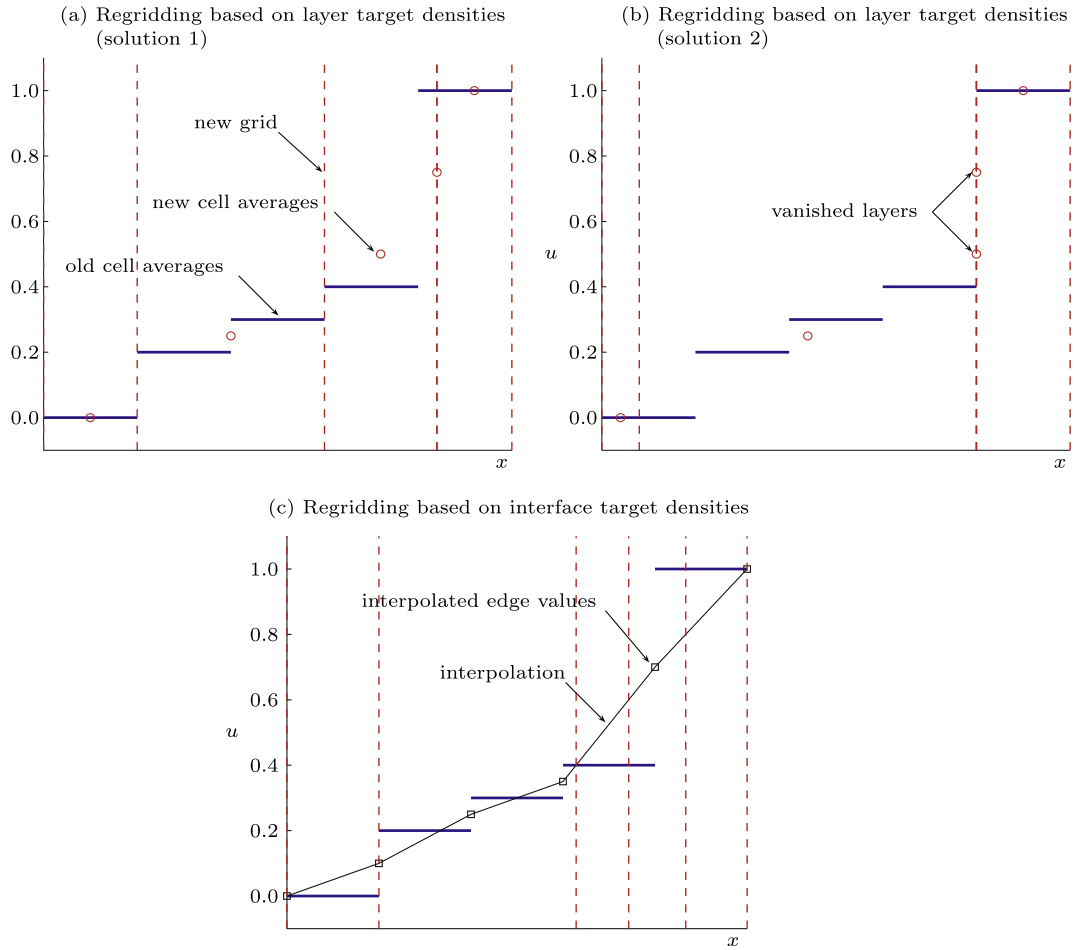 (a) Regridding based on layer target densities
(solution 1)
1.0
0.8
0.6
0.4
0.2
0.0
new grid
new cell averages
old cell averages
x
(b) Regridding based on layer target densities
(solution 2)
1.0
0.8
0.6
u
0.4
0.2
0.0
vanished layers
x
(c) Regridding based on interface target densities
1.0
0.8
0.6
u
0.4
0.2
0.0
interpolated edge values
interpolation
x